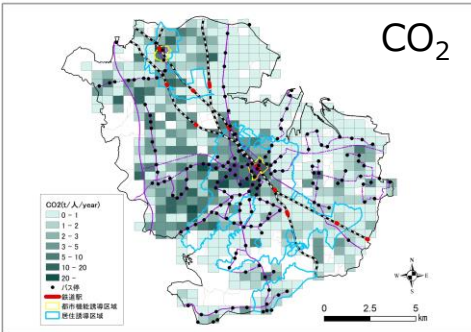 CO2
CO2(t/人/year)
0 - 1
1 - 2
2 - 3
3 - 5
5 - 10
10 - 20
20 -
バス停
鉄道駅
都市機能誘導区域
居住誘導区域
N
W E
S
0 2.5 5
km